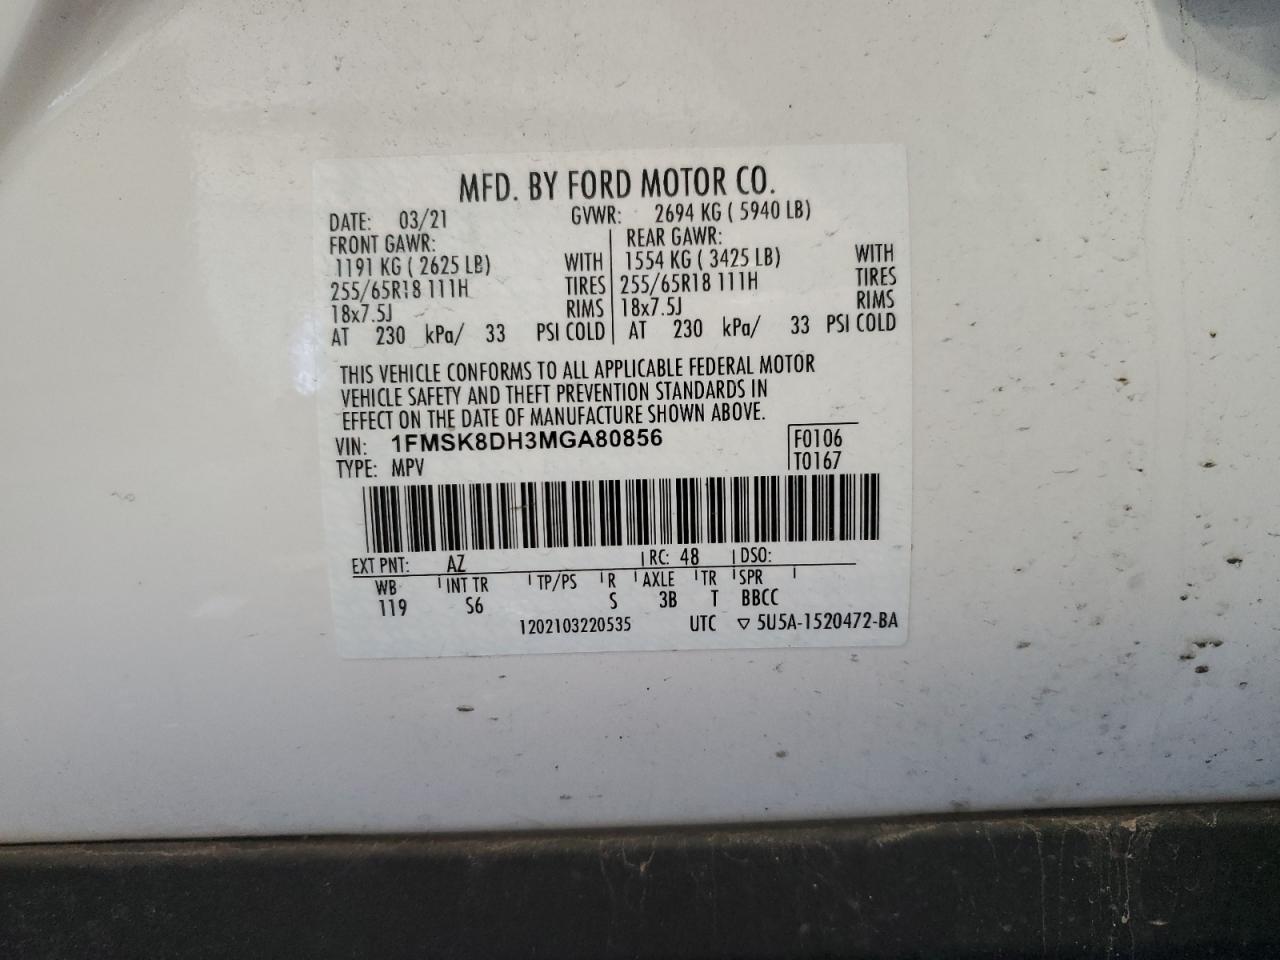 MFD. BY FORD MOTOR CO.
DATE: 03/21 GVWR: 2694 KG ( 5940 LB)
FRONT GAWR: REAR GAWR:
1191 KG ( 2625 LB) WITH 1554 KG ( 3425 LB) WITH
255/65R18 111H TIRES 255/65R18 111H TIRES
18x7.5J RIMS 18x7.5J RIMS
AT 230 kPa/ 33 PSI COLD AT 230 kPa/ 33 PSI COLD
THIS VEHICLE CONFORMS TO ALL APPLICABLE FEDERAL MOTOR
VEHICLE SAFETY AND THEFT PREVENTION STANDARDS IN
EFFECT ON THE DATE OF MANUFACTURE SHOWN ABOVE.
VIN: 1FMSK8DH3MGA80856 F0106
TYPE: MPV T0167
EXT PNT: AZ RC: 48 DSO:
WB INT TR TP/PS R AXLE TR SPR
119 S6 S 3B T BBCC
1202103220535 UTC ▽ 5U5A-1520472-BA